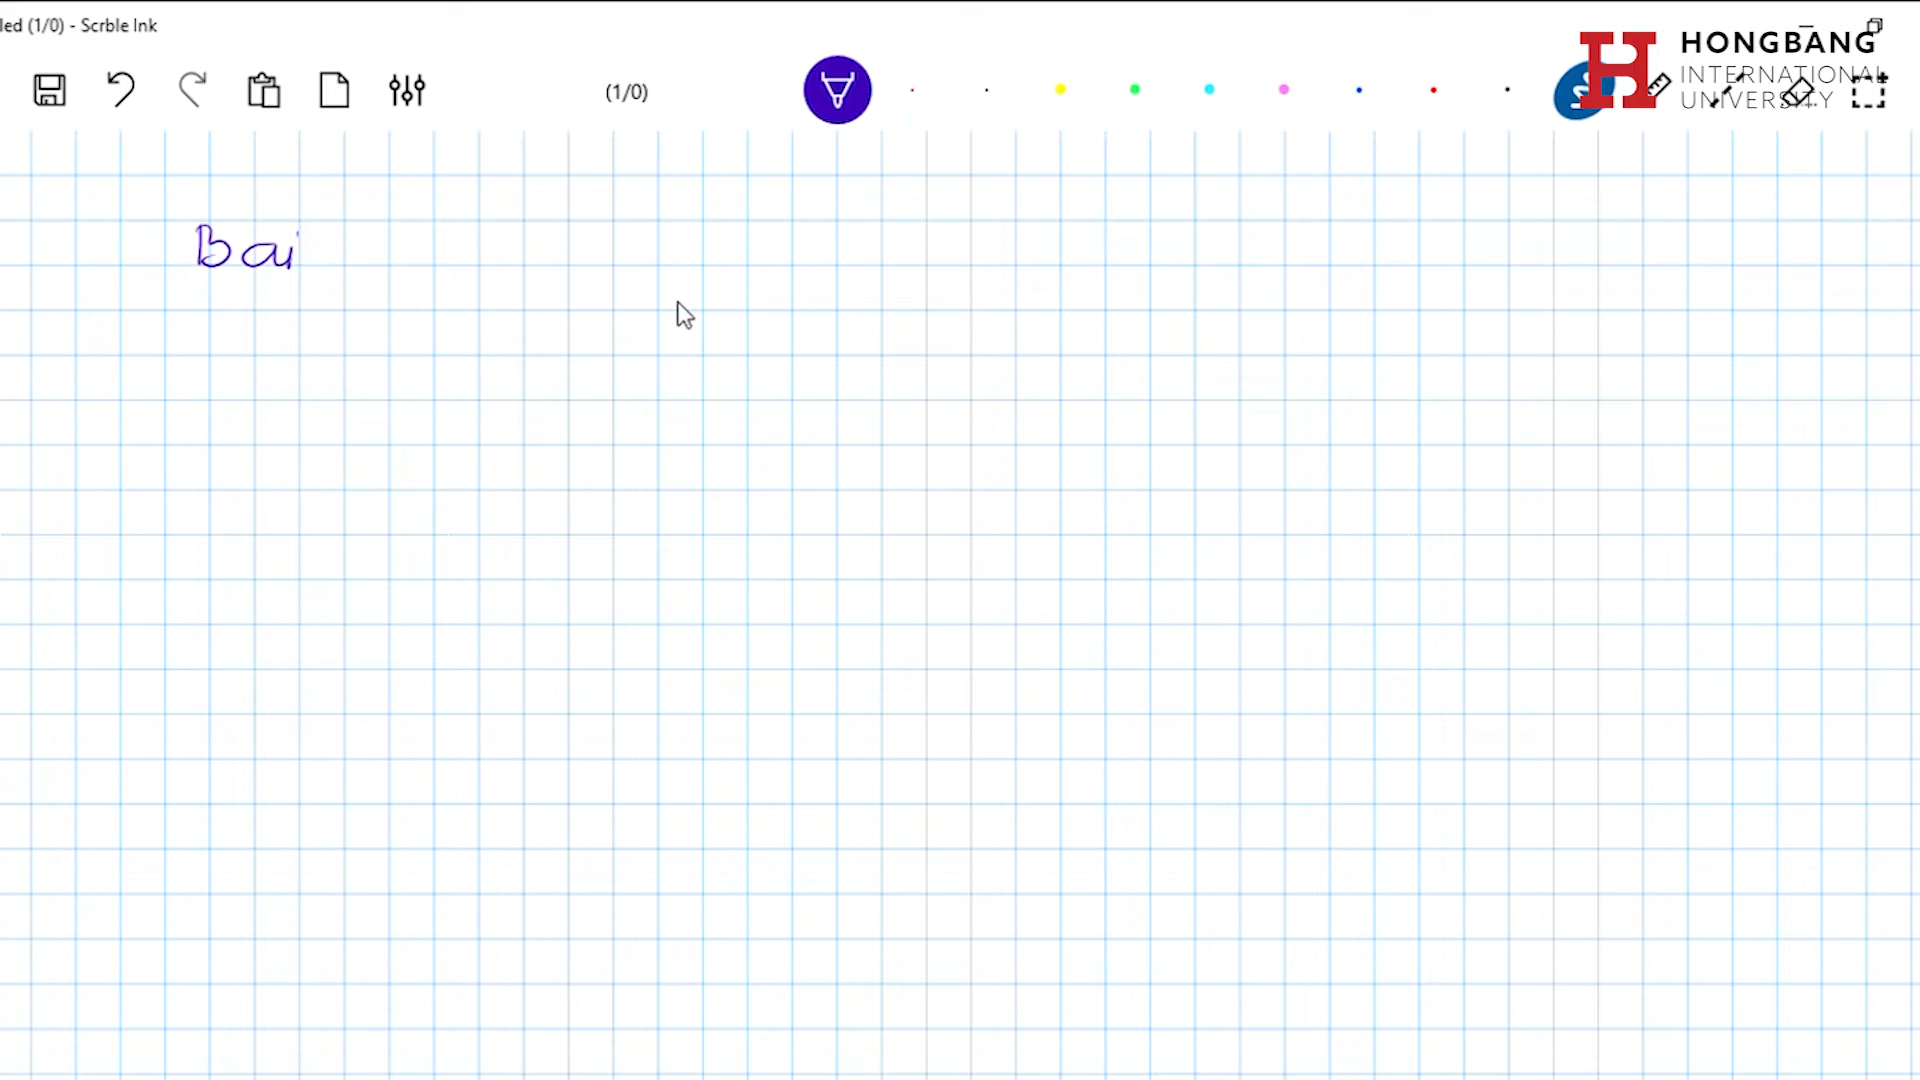 led (1/0) - Scrble Ink
(1/0)
HONGBANG
INTERNATIONAL
UNIVERSITY
Bai